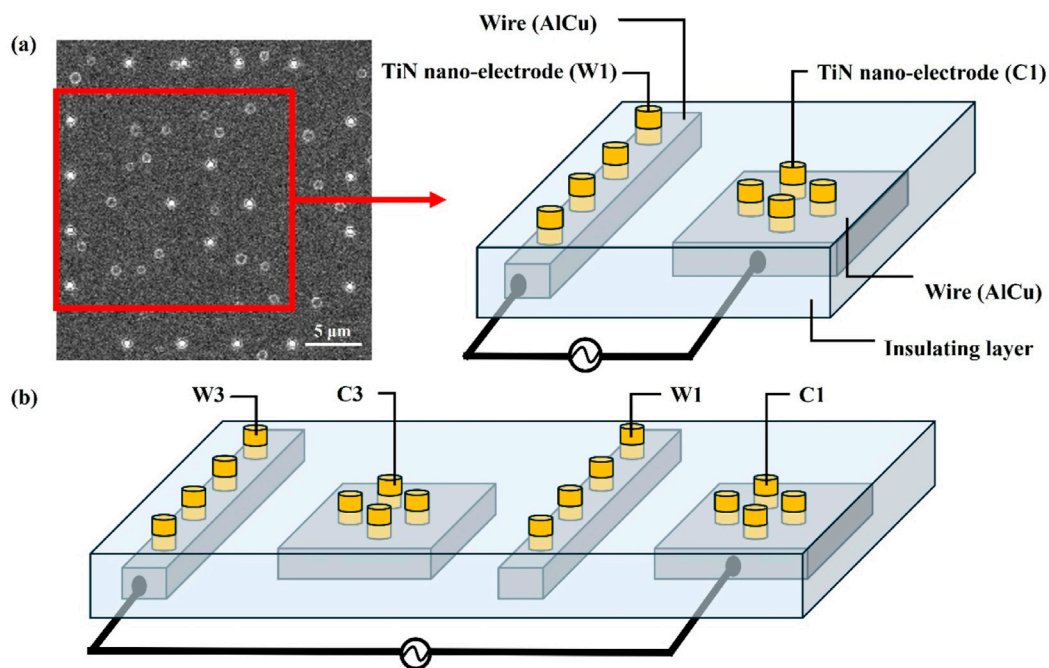 (a)
Wire (AlCu)
TiN nano-electrode (W1)
TiN nano-electrode (C1)
5 μm
Wire (AlCu)
Insulating layer
(b)
W3
C3
W1
C1